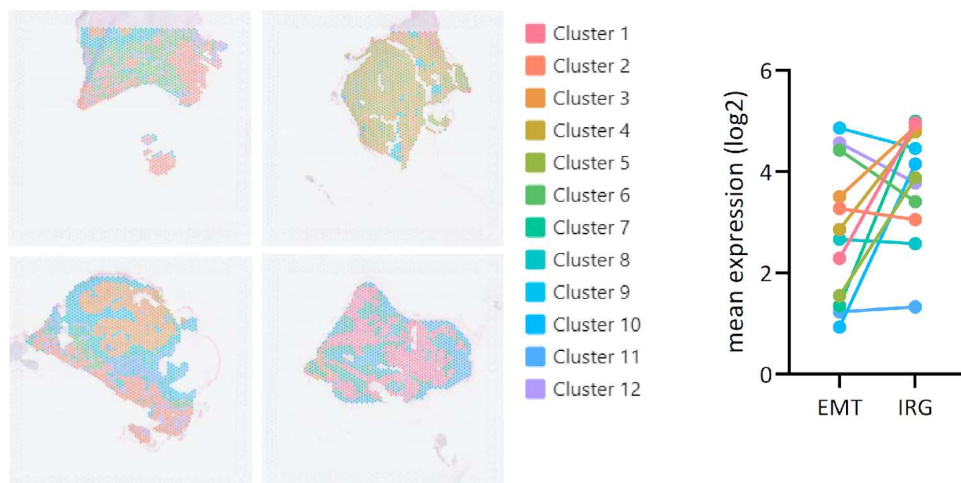 Cluster 1
Cluster 2
Cluster 3
Cluster 4
Cluster 5
Cluster 6
Cluster 7
Cluster 8
Cluster 9
Cluster 10
Cluster 11
Cluster 12
mean expression (log2)
6
4
2
0
EMT IRG